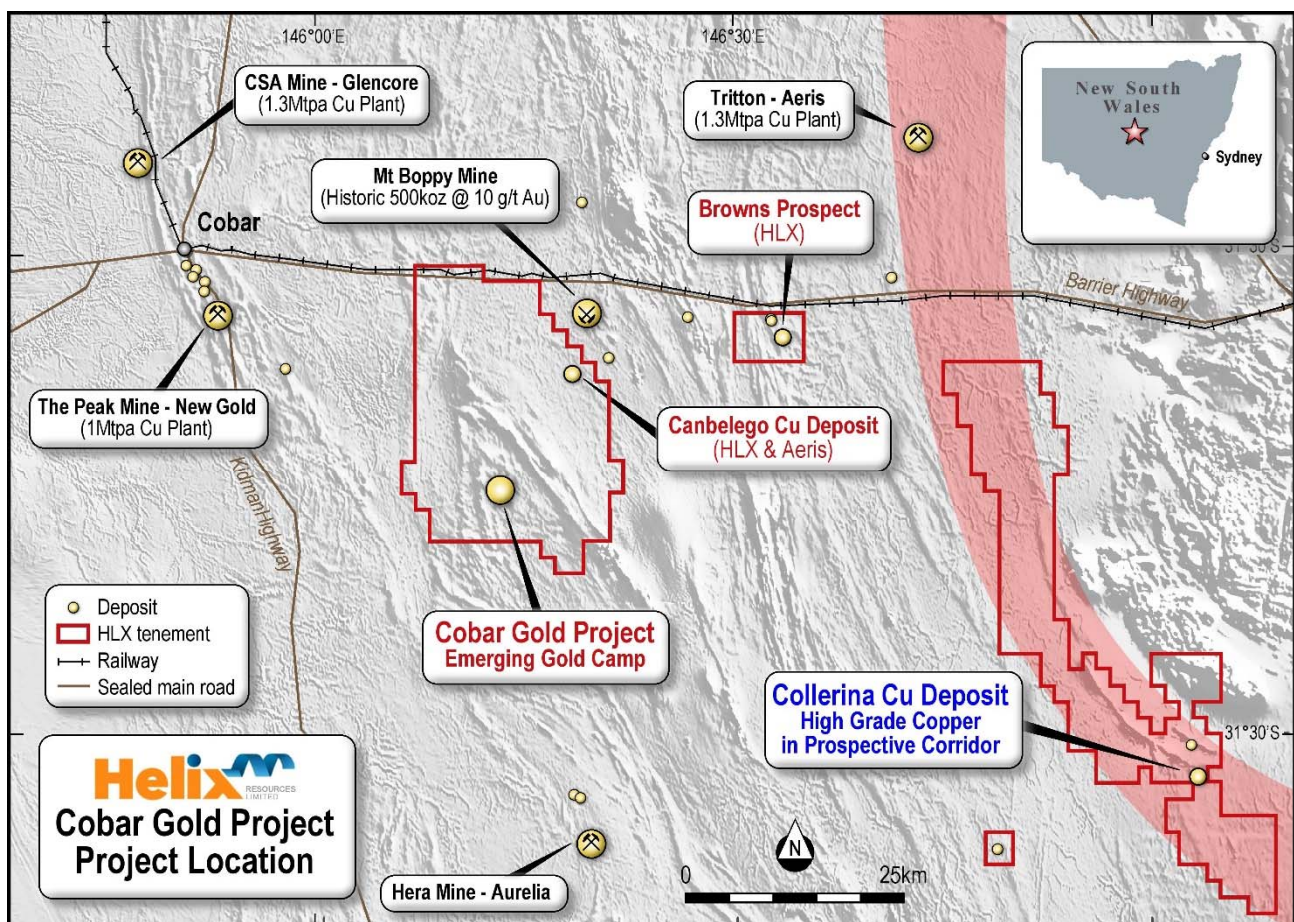 146°00'E
146°30'E
CSA Mine - Glencore
(1.3Mtpa Cu Plant)
Tritton - Aeris
(1.3Mtpa Cu Plant)
New South
Wales
Sydney
Mt Boppy Mine
(Historic 500koz @ 10 g/t Au)
Cobar
Browns Prospect
(HLX)
31°30'S
Barrier Highway
The Peak Mine - New Gold
(1Mtpa Cu Plant)
Canbelego Cu Deposit
(HLX & Aeris)
Kidman Highway
Deposit
HLX tenement
Railway
Sealed main road
Cobar Gold Project
Emerging Gold Camp
Collerina Cu Deposit
High Grade Copper
in Prospective Corridor
31°30'S
Helix
RESOURCES
LIMITED
Cobar Gold Project
Project Location
Hera Mine - Aurelia
N
0
25km